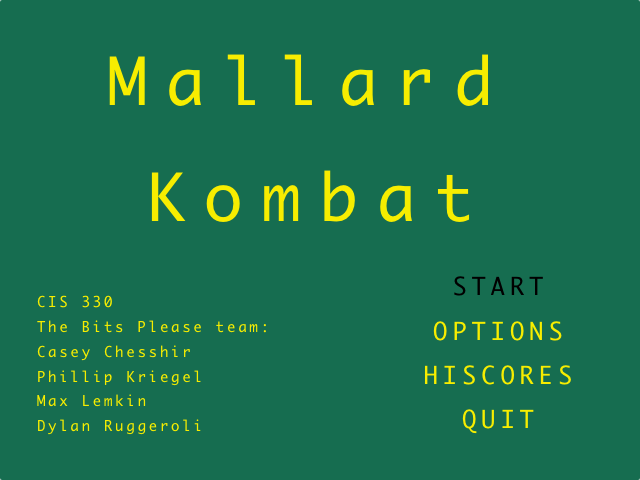 Mallard
Kombat
CIS 330
The Bits Please team:
Casey Chesshir
Phillip Kriegel
Max Lemkin
Dylan Ruggeroli
START
OPTIONS
HISCORES
QUIT